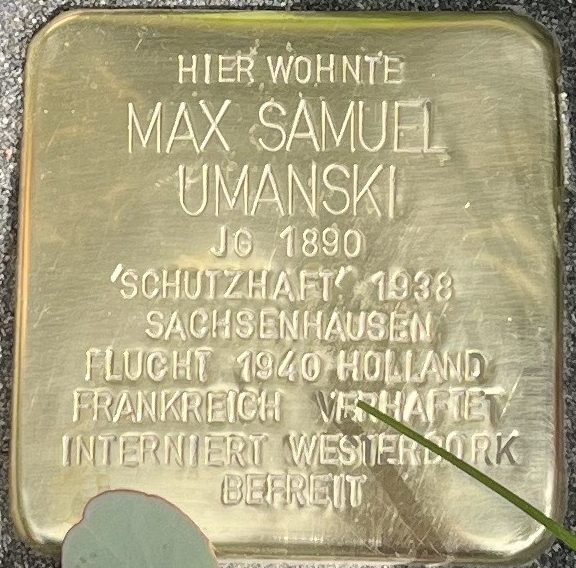 HIER WOHNTE
MAX SAMUEL
UMANSKI
JG 1890
'SCHUTZHAFT' 1938
SACHSENHAUSEN
FLUCHT 1940 HOLLAND
FRANKREICH VERHAFTET
INTERNIERT WESTERBORK
BEFREIT